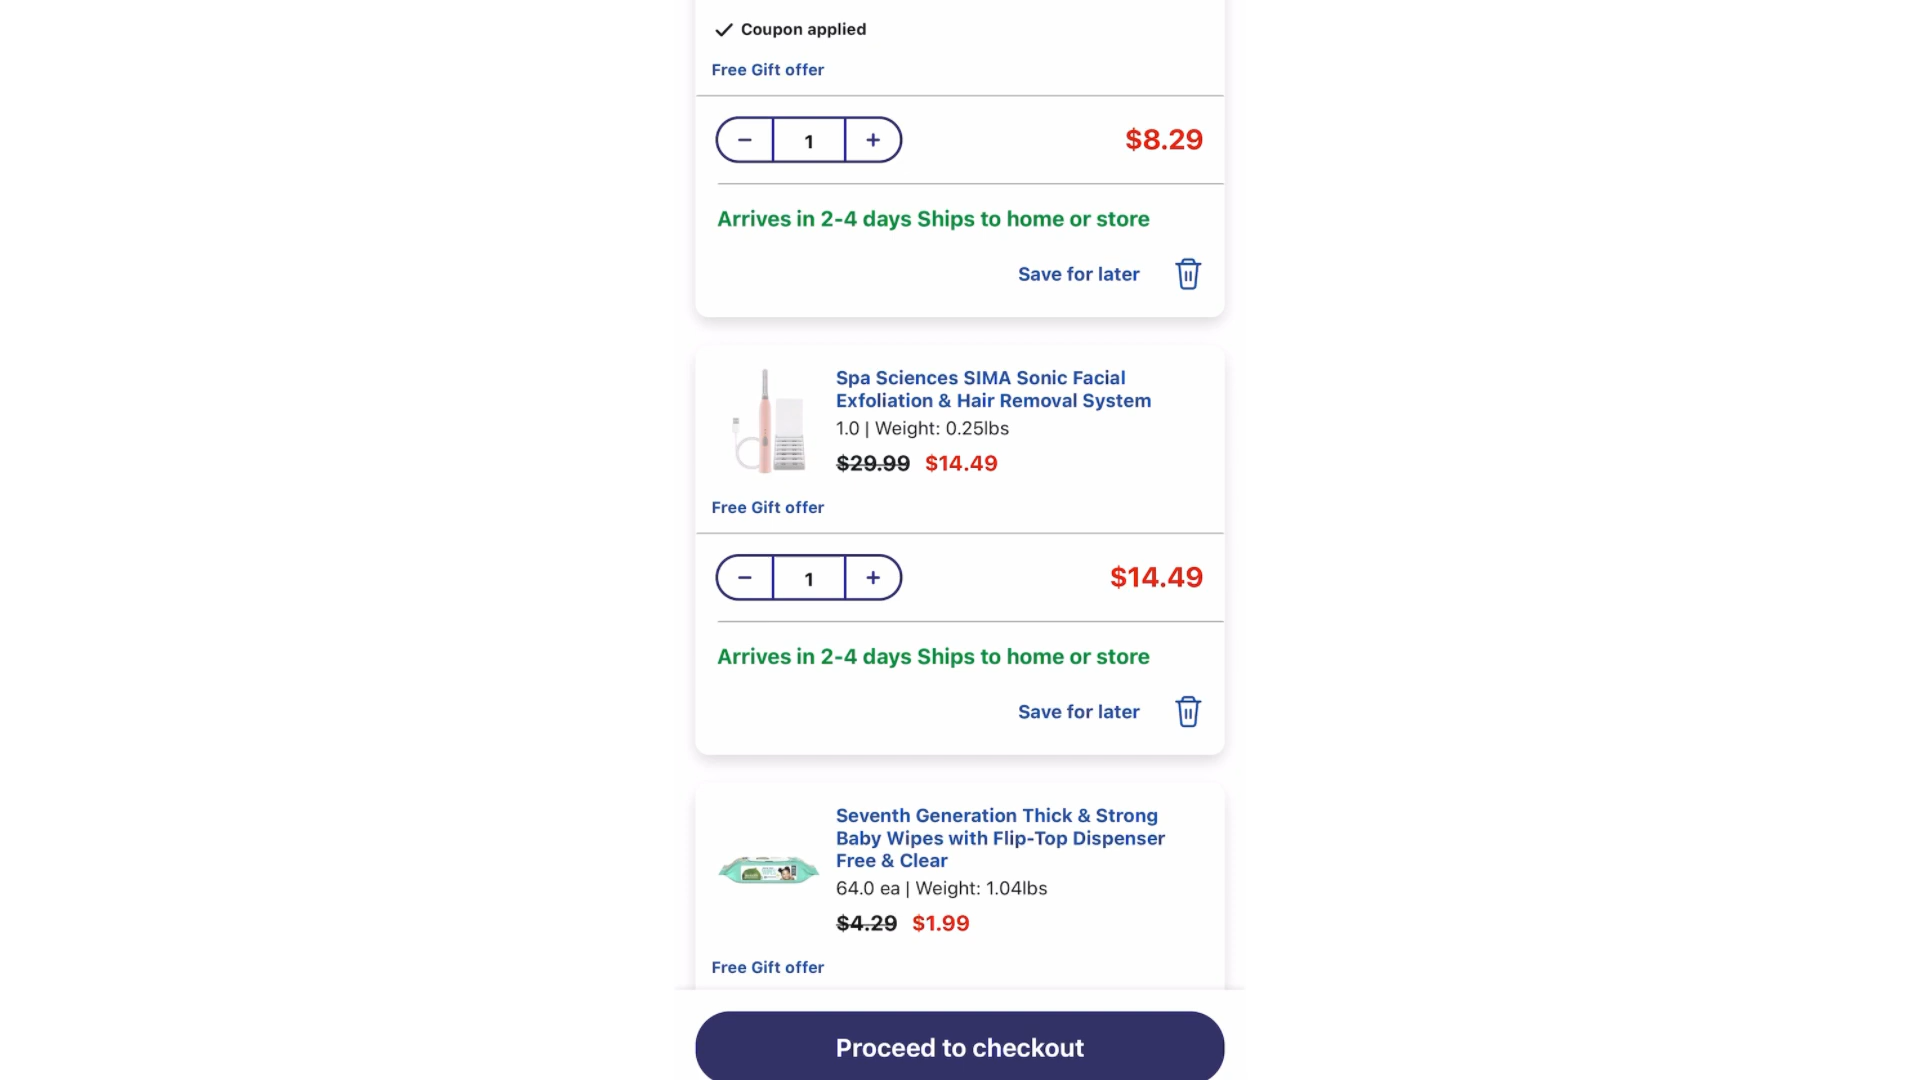 Coupon applied
Free Gift offer
− 1 + $8.29
Arrives in 2-4 days Ships to home or store
Save for later
Spa Sciences SIMA Sonic Facial
Exfoliation & Hair Removal System
1.0 | Weight: 0.25lbs
$29.99 $14.49
Free Gift offer
− 1 + $14.49
Arrives in 2-4 days Ships to home or store
Save for later
Seventh Generation Thick & Strong
Baby Wipes with Flip-Top Dispenser
Free & Clear
64.0 ea | Weight: 1.04lbs
$4.29 $1.99
Free Gift offer
Proceed to checkout